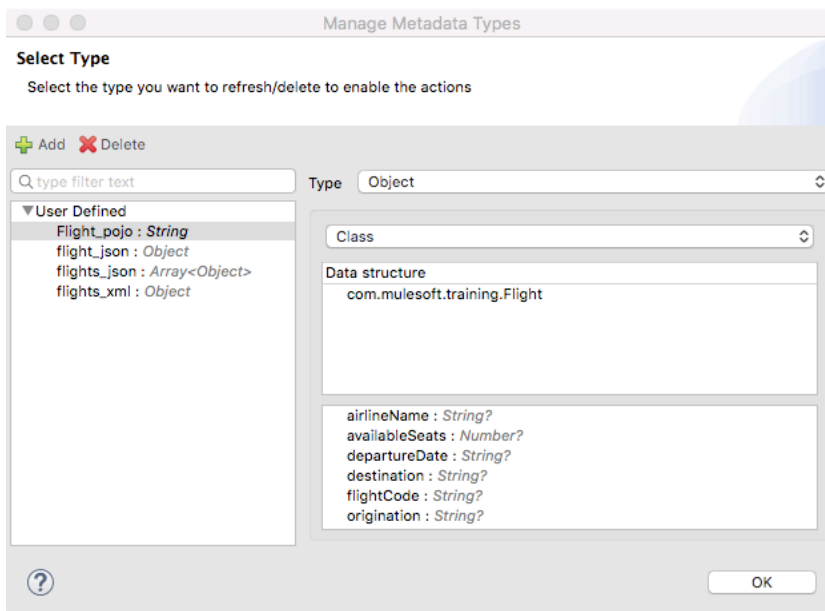 Manage Metadata Types
Select Type
Select the type you want to refresh/delete to enable the actions
Add Delete
type filter text
Type Object
User Defined
Flight_pojo : String
flight_json : Object
flights_json : Array<Object>
flights_xml : Object
Class
Data structure
com.mulesoft.training.Flight
airlineName : String?
availableSeats : Number?
departureDate : String?
destination : String?
flightCode : String?
origination : String?
?
OK